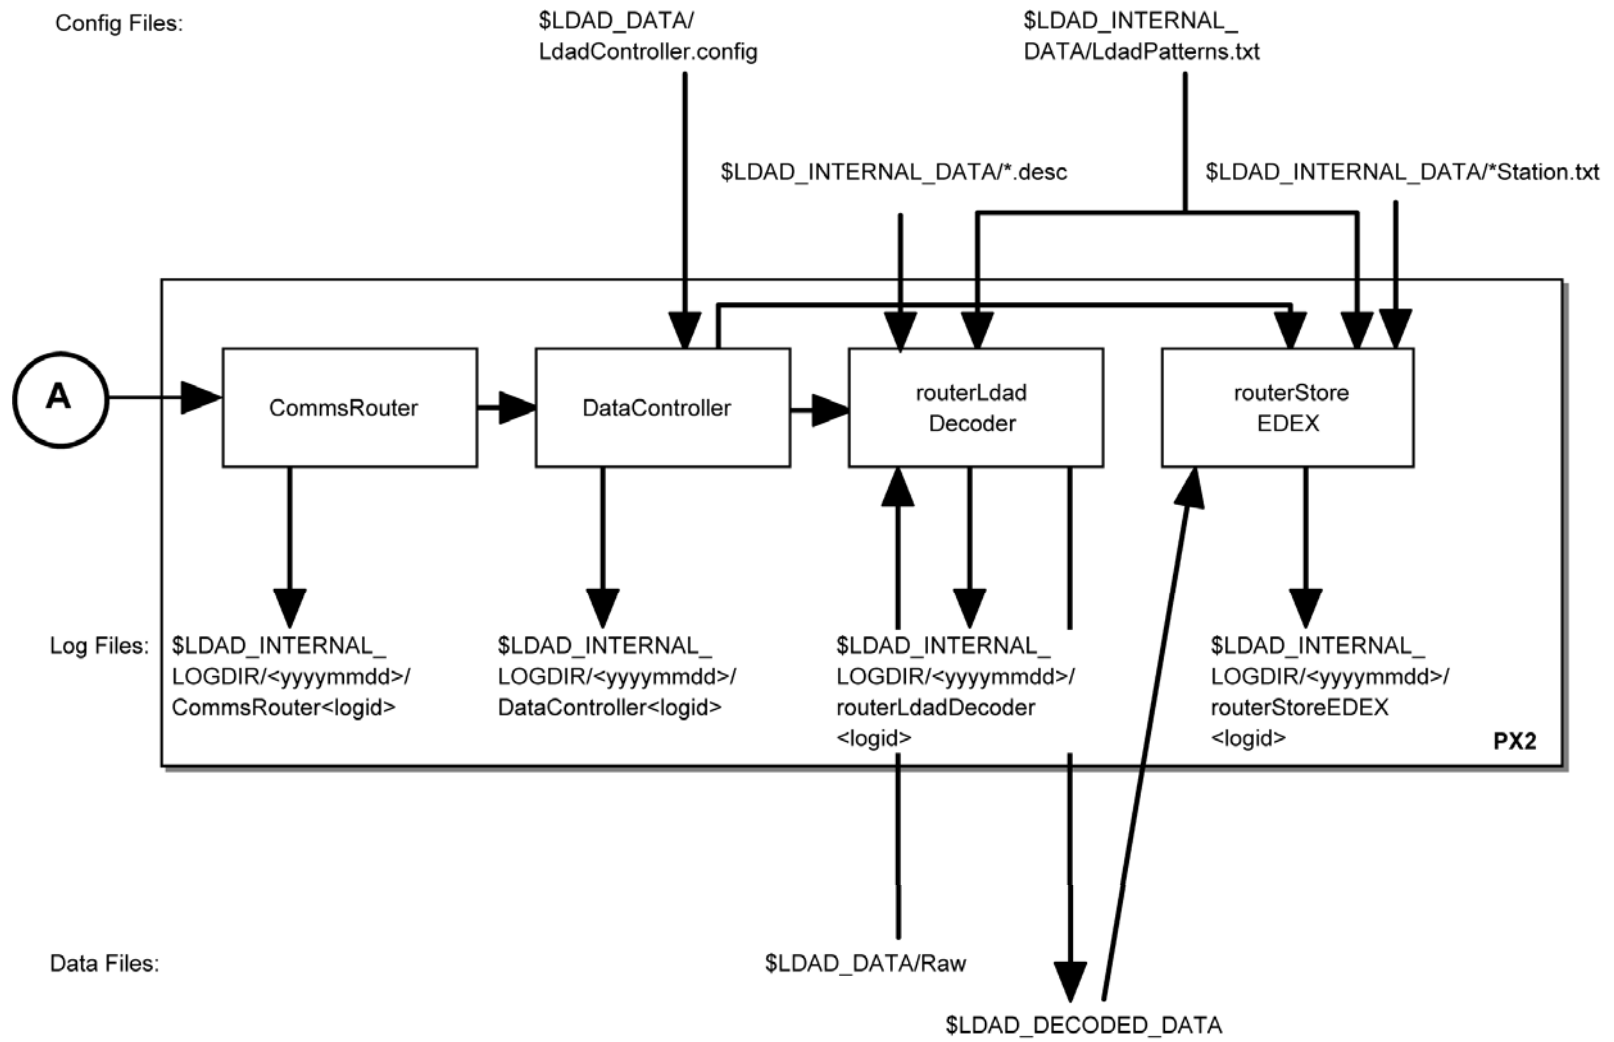 Config Files:
$LDAD_DATA/
LdadController.config
$LDAD_INTERNAL_
DATA/LdadPatterns.txt
$LDAD_INTERNAL_DATA/*.desc
$LDAD_INTERNAL_DATA/*Station.txt
A
CommsRouter
DataController
routerLdad
Decoder
routerStore
EDEX
Log Files:
$LDAD_INTERNAL_
LOGDIR/<yyyymmdd>/
CommsRouter<logid>
$LDAD_INTERNAL_
LOGDIR/<yyyymmdd>/
DataController<logid>
$LDAD_INTERNAL_
LOGDIR/<yyyymmdd>/
routerLdadDecoder
<logid>
$LDAD_INTERNAL_
LOGDIR/<yyyymmdd>/
routerStoreEDEX
<logid>
PX2
Data Files:
$LDAD_DATA/Raw
$LDAD_DECODED_DATA